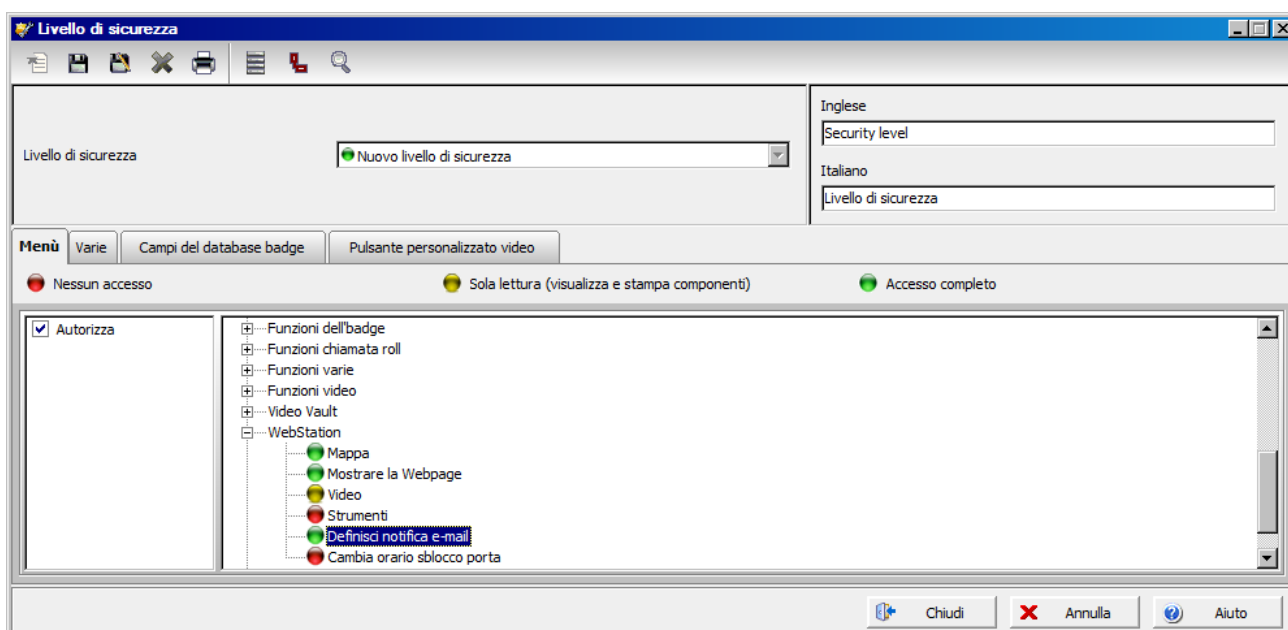 Livello di sicurezza
Inglese
Security level
Livello di sicurezza
Nuovo livello di sicurezza
Italiano
Livello di sicurezza
Menù
Varie
Campi del database badge
Pulsante personalizzato video
Nessun accesso
Sola lettura (visualizza e stampa componenti)
Accesso completo
Autorizza
Funzioni dell'badge
Funzioni chiamata roll
Funzioni varie
Funzioni video
Video Vault
WebStation
Mappa
Mostrare la Webpage
Video
Strumenti
Definisci notifica e-mail
Cambia orario sblocco porta
Chiudi
Annulla
Aiuto